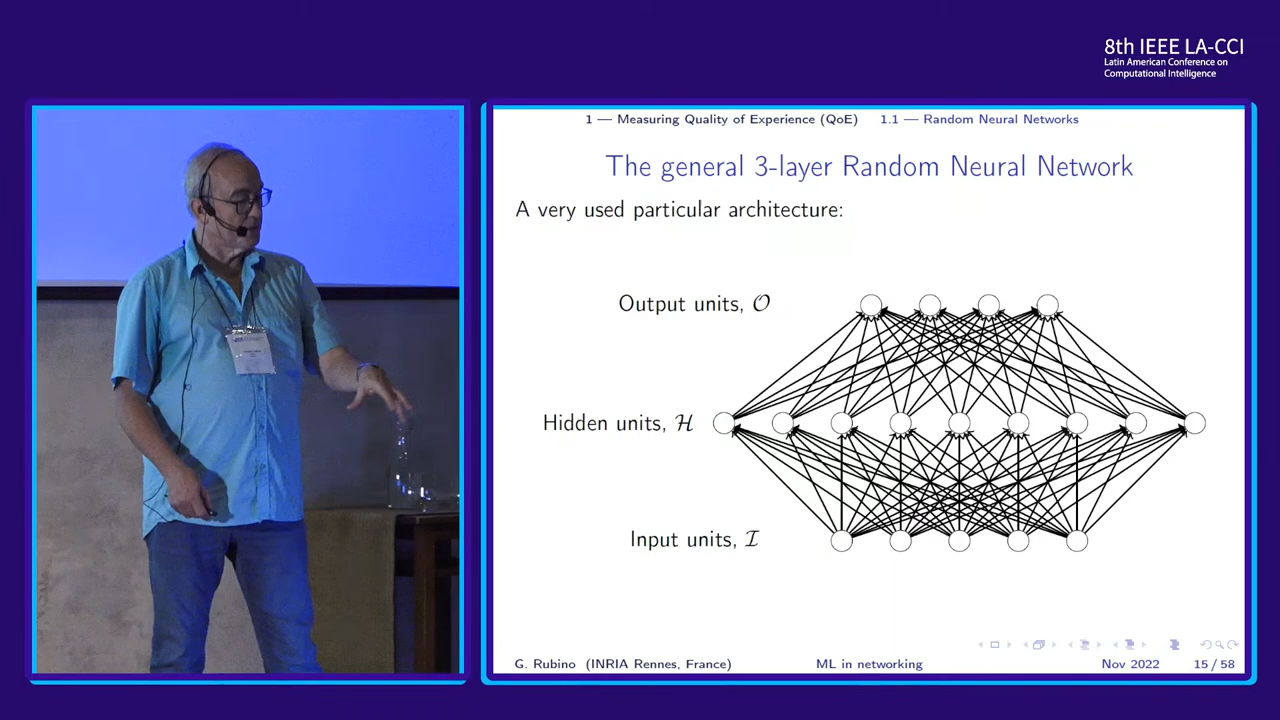 8th IEEE LA-CCI
Latin American Conference on
Computational Intelligence
1 — Measuring Quality of Experience (QoE) 1.1 — Random Neural Networks
The general 3-layer Random Neural Network
A very used particular architecture:
Output units, 𝒪
Hidden units, ℋ
Input units, ℐ
G. Rubino (INRIA Rennes, France) ML in networking Nov 2022 15 / 58